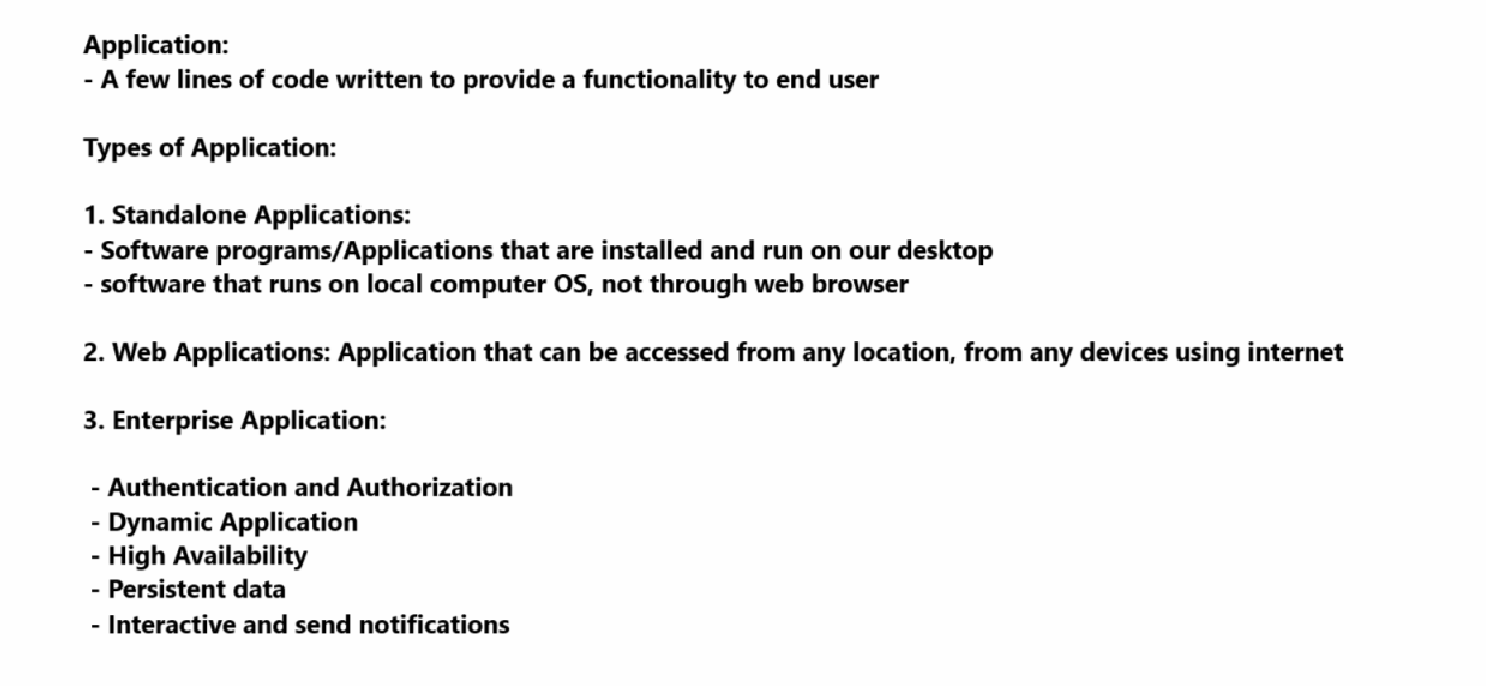 Application:
- A few lines of code written to provide a functionality to end user
Types of Application:
1. Standalone Applications:
- Software programs/Applications that are installed and run on our desktop
- software that runs on local computer OS, not through web browser
2. Web Applications: Application that can be accessed from any location, from any devices using internet
3. Enterprise Application:
- Authentication and Authorization
- Dynamic Application
- High Availability
- Persistent data
- Interactive and send notifications